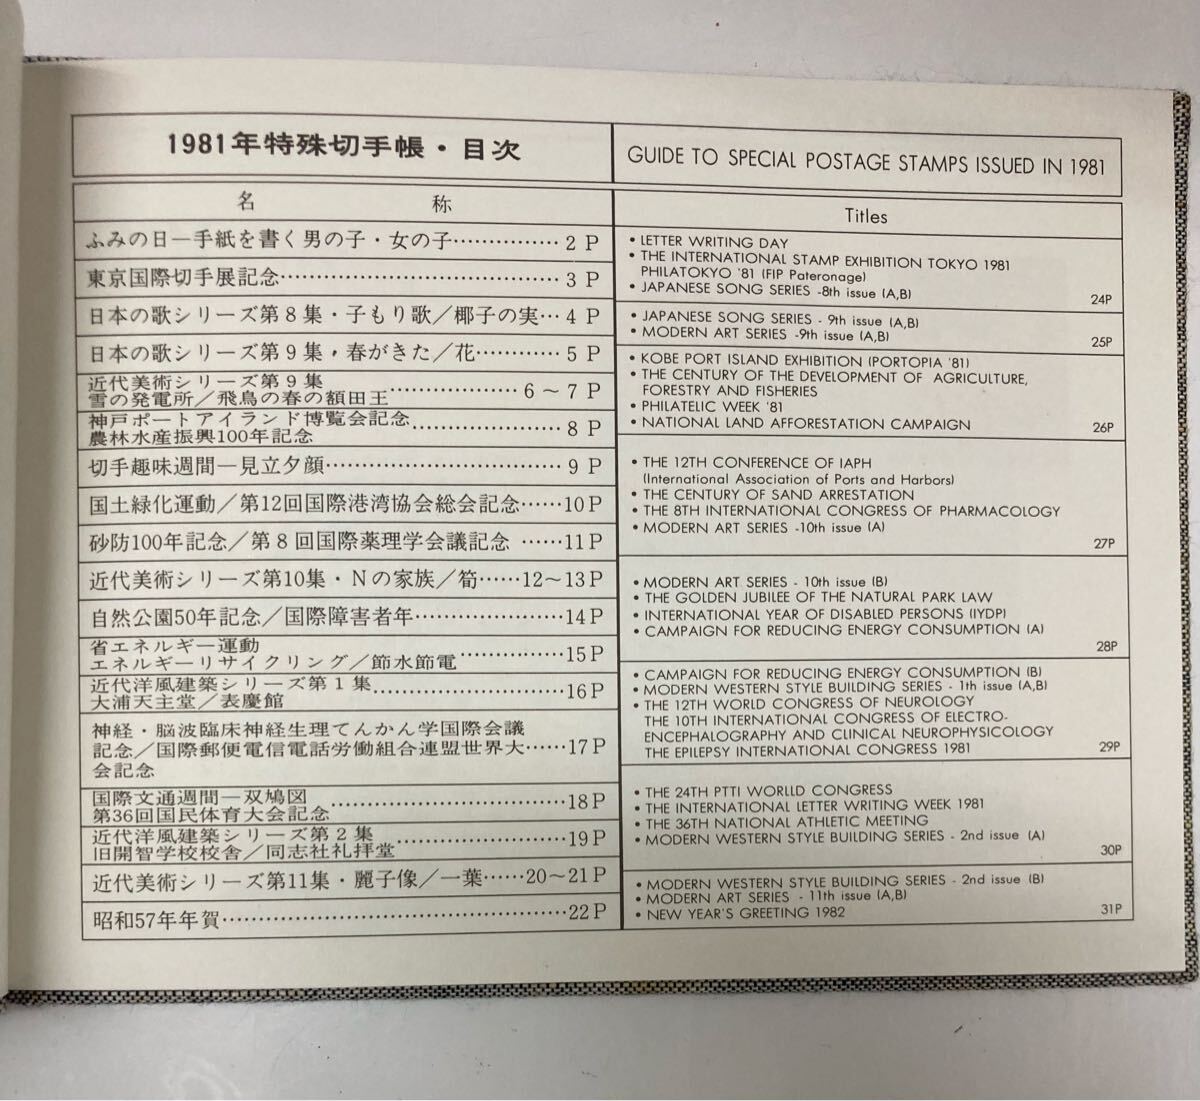 1981年特殊切手帳・目次
名 称
ふみの日―手紙を書く男の子・女の子……………2 P
東京国際切手展記念………………………………3 P
日本の歌シリーズ第8集・子もり歌/椰子の実…4 P
日本の歌シリーズ第9集・春がきた/花…………5 P
近代美術シリーズ第9集
雪の発電所/飛鳥の春の額田王………………6～7 P
神戸ポートアイランド博覧会記念
農林水産振興100年記念…………………8 P
切手趣味週間―見立夕顔……………………………9 P
国土緑化運動/第12回国際港湾協会総会記念……10P
砂防100年記念/第8回国際薬理学会議記念 ……11P
近代美術シリーズ第10集・Nの家族/筍……12～13P
自然公園50年記念/国際障害者年…………………14P
省エネルギー運動
エネルギーリサイクリング/節水節電……………15P
近代洋風建築シリーズ第1集
大浦天主堂/表慶館………………………16P
神経・脳波臨床神経生理てんかん学国際会議
記念/国際郵便電信電話労働組合連盟世界大……17P
会記念
国際文通週間―双鳩図
第36回国民体育大会記念…………………………18P
近代洋風建築シリーズ第2集
旧開智学校校舎/同志社礼拝堂……………………19P
近代美術シリーズ第11集・麗子像/一葉……20～21P
昭和57年年賀…………………………………………22P
GUIDE TO SPECIAL POSTAGE STAMPS ISSUED IN 1981
Titles
• LETTER WRITING DAY
• THE INTERNATIONAL STAMP EXHIBITION TOKYO 1981
PHILATOKYO '81 (FIP Pateronage)
• JAPANESE SONG SERIES -8th issue (A,B)
24P
• JAPANESE SONG SERIES - 9th issue (A,B)
• MODERN ART SERIES -9th issue (A,B)
25P
• KOBE PORT ISLAND EXHIBITION (PORTOPIA '81)
• THE CENTURY OF THE DEVELOPMENT OF AGRICULTURE,
FORESTRY AND FISHERIES
• PHILATELIC WEEK '81
• NATIONAL LAND AFFORESTATION CAMPAIGN
26P
• THE 12TH CONFERENCE OF IAPH
(International Association of Ports and Harbors)
• THE CENTURY OF SAND ARRESTATION
• THE 8TH INTERNATIONAL CONGRESS OF PHARMACOLOGY
• MODERN ART SERIES -10th issue (A)
27P
• MODERN ART SERIES - 10th issue (B)
• THE GOLDEN JUBILEE OF THE NATURAL PARK LAW
• INTERNATIONAL YEAR OF DISABLED PERSONS (IYDP)
• CAMPAIGN FOR REDUCING ENERGY CONSUMPTION (A)
28P
• CAMPAIGN FOR REDUCING ENERGY CONSUMPTION (B)
• MODERN WESTERN STYLE BUILDING SERIES - 1th issue (A,B)
• THE 12TH WORLD CONGRESS OF NEUROLOGY
THE 10TH INTERNATIONAL CONGRESS OF ELECTRO-
ENCEPHALOGRAPHY AND CLINICAL NEUROPHYSICOLOGY
THE EPILEPSY INTERNATIONAL CONGRESS 1981
29P
• THE 24TH PTTI WORLLD CONGRESS
• THE INTERNATIONAL LETTER WRITING WEEK 1981
• THE 36TH NATIONAL ATHLETIC MEETING
• MODERN WESTERN STYLE BUILDING SERIES - 2nd issue (A)
30P
• MODERN WESTERN STYLE BUILDING SERIES - 2nd issue (B)
• MODERN ART SERIES - 11th issue (A,B)
• NEW YEAR'S GREETING 1982
31P